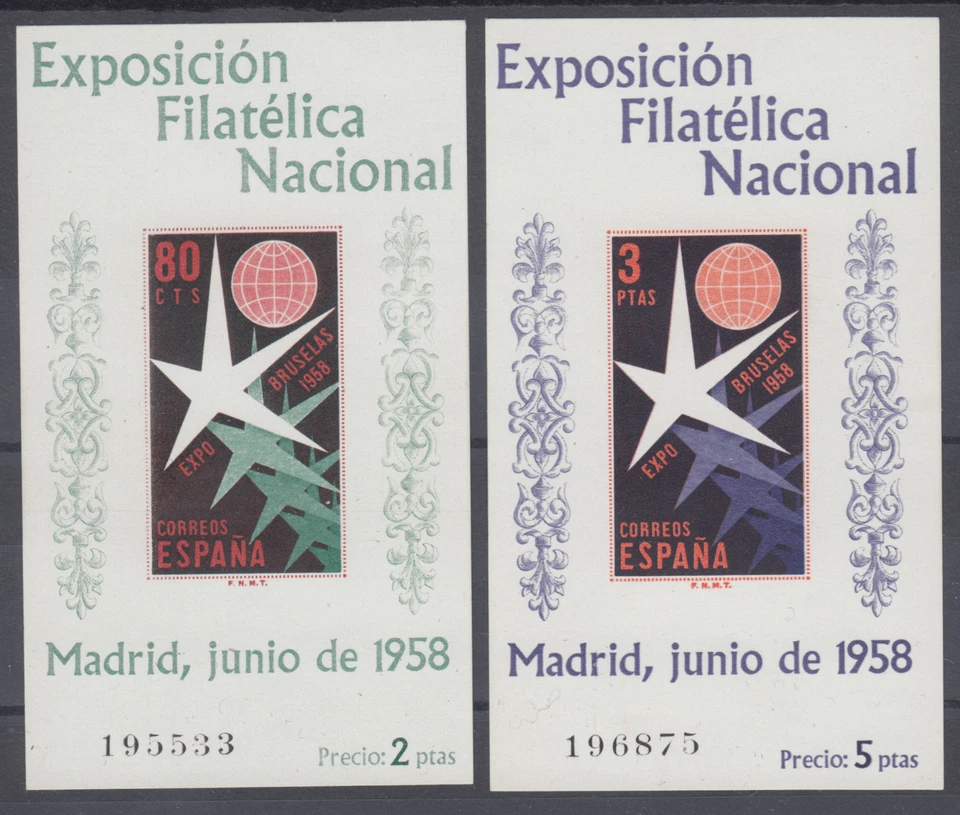 Exposición
Filatélica
Nacional
80
CTS
BRUSELAS
1958
EXPO
CORREOS
ESPAÑA
F.N.M.T.
Madrid, junio de 1958
195533
Precio: 2 ptas
Exposición
Filatélica
Nacional
3
PTAS
BRUSELAS
1958
EXPO
CORREOS
ESPAÑA
F.N.M.T.
Madrid, junio de 1958
196875
Precio: 5 ptas